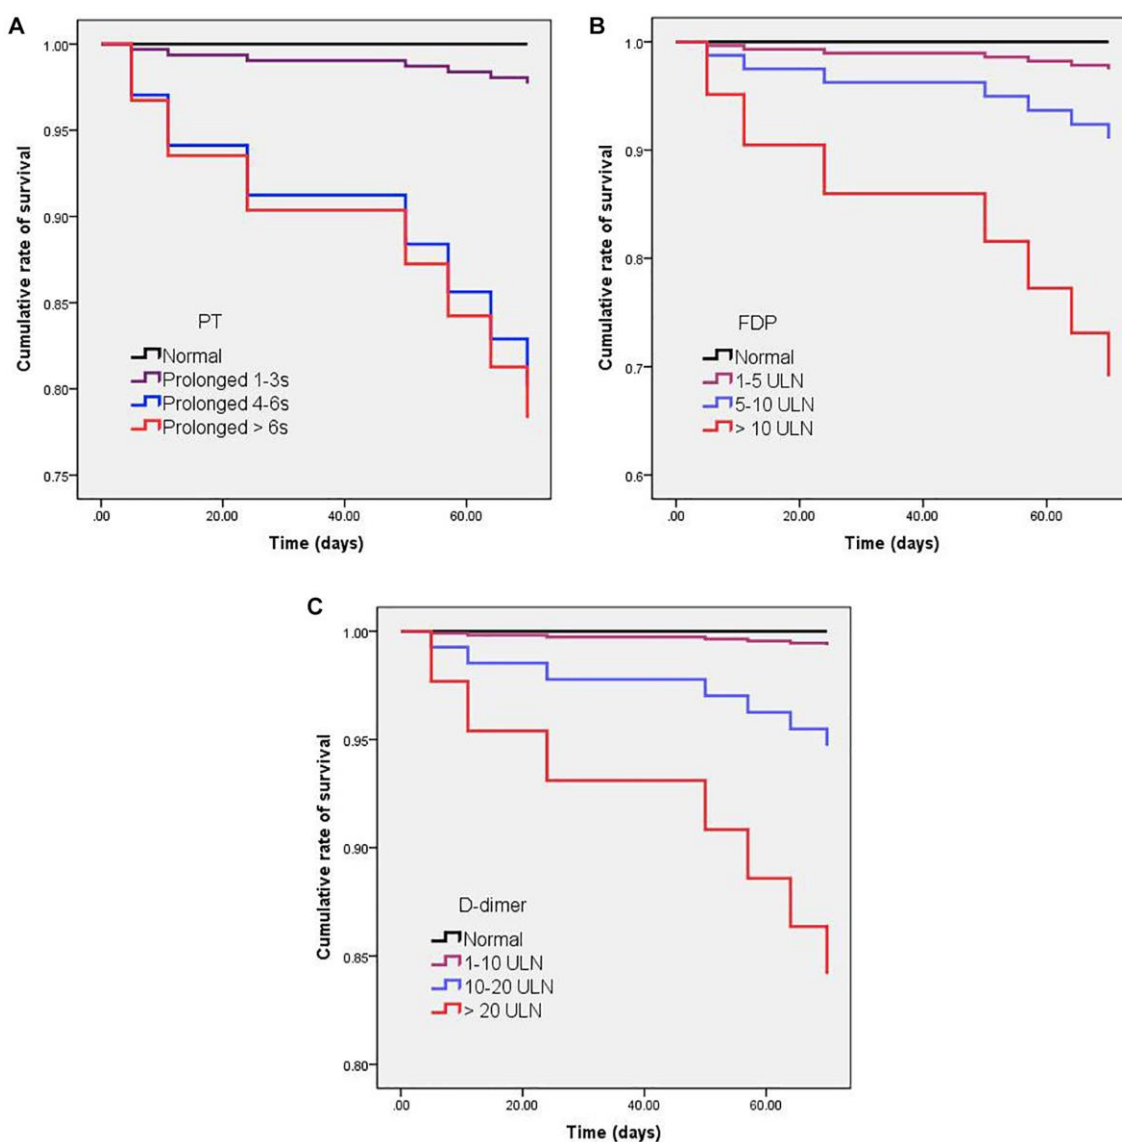 A
Cumulative rate of survival
1.00
0.95
0.90
0.85
0.80
0.75
PT
Normal
Prolonged 1-3s
Prolonged 4-6s
Prolonged > 6s
.00 20.00 40.00 60.00
Time (days)
B
Cumulative rate of survival
1.0
0.9
0.8
0.7
0.6
FDP
Normal
1-5 ULN
5-10 ULN
> 10 ULN
.00 20.00 40.00 60.00
Time (days)
C
Cumulative rate of survival
1.00
0.95
0.90
0.85
0.80
D-dimer
Normal
1-10 ULN
10-20 ULN
> 20 ULN
.00 20.00 40.00 60.00
Time (days)